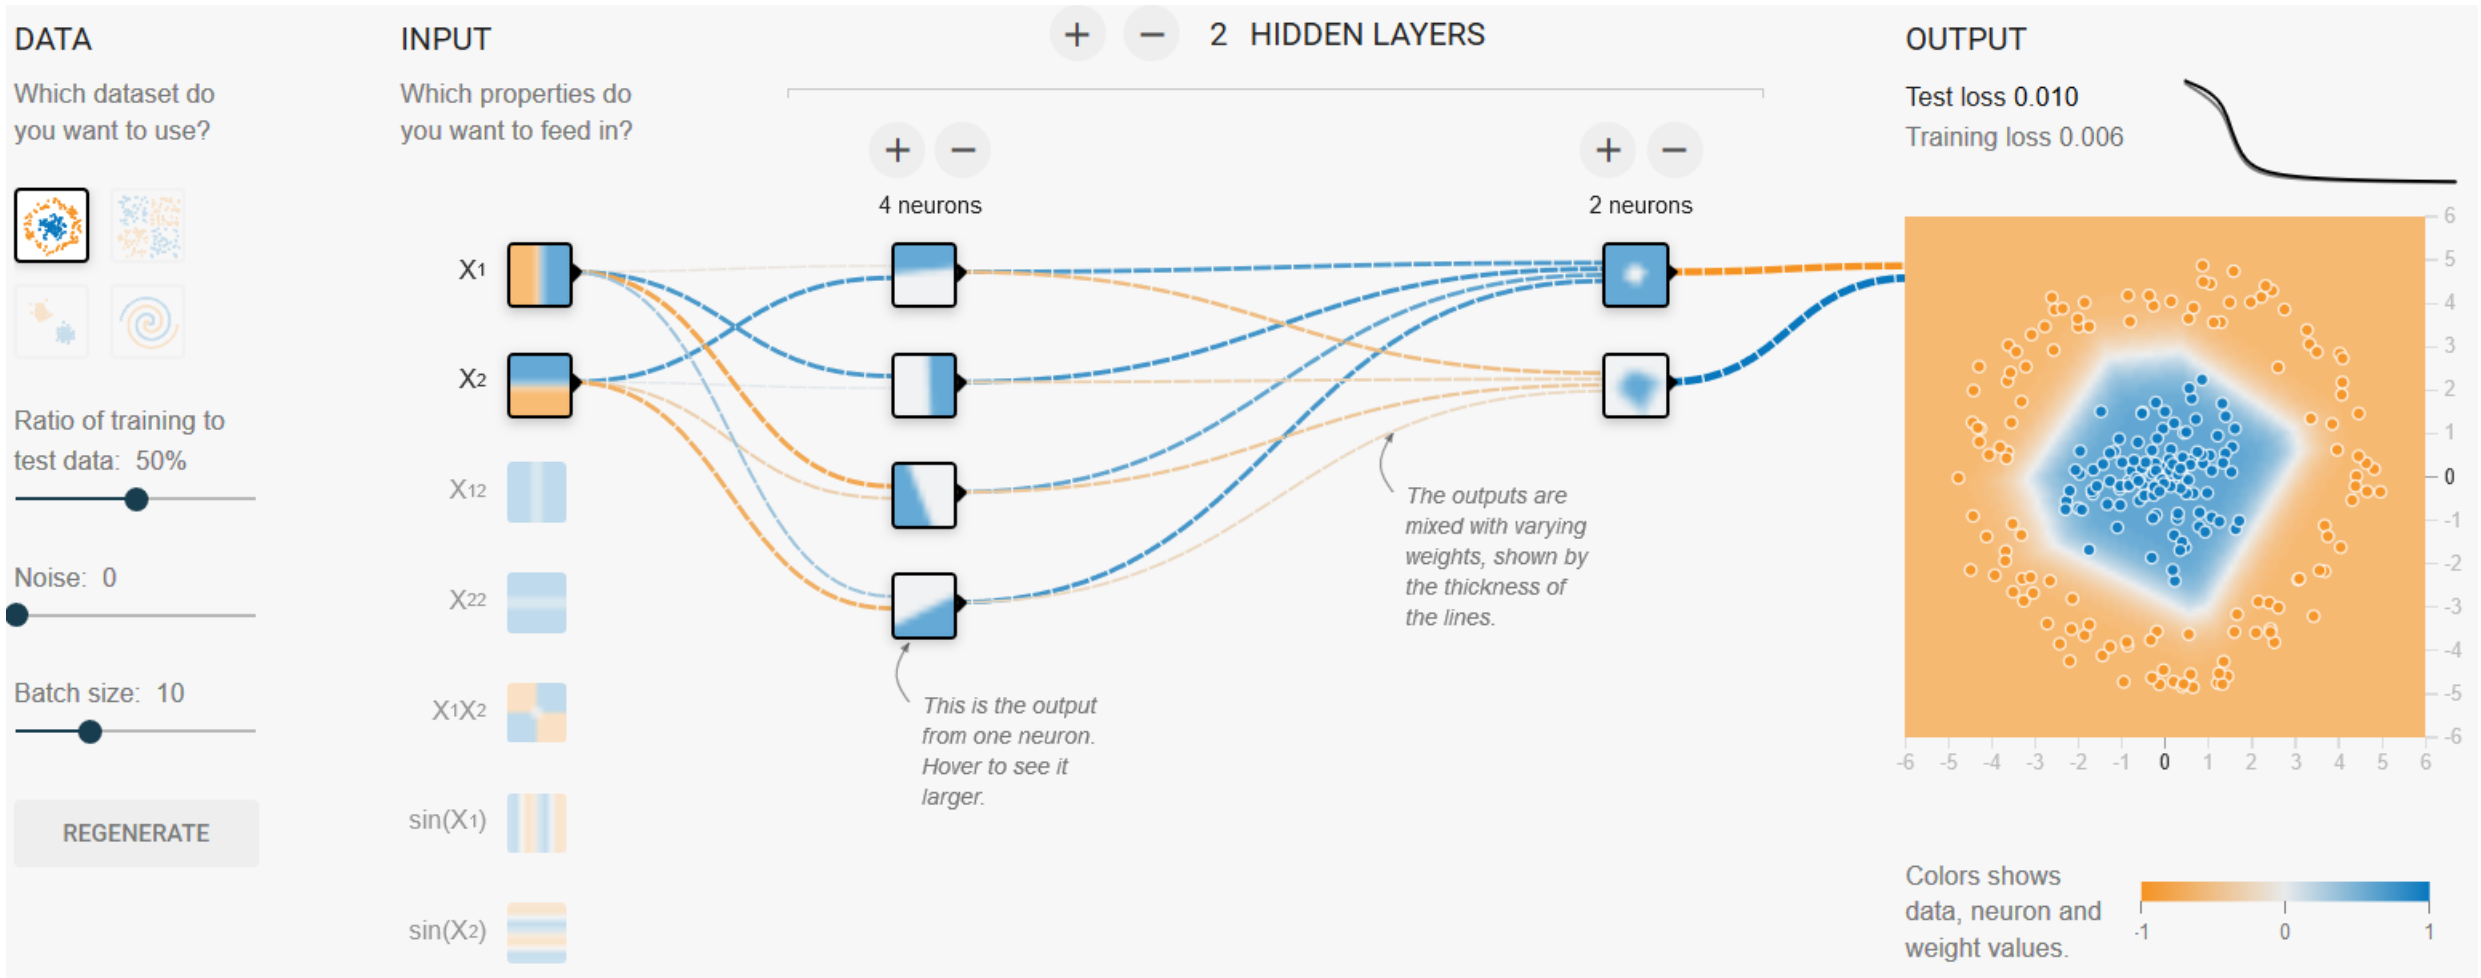 DATA
Which dataset do
you want to use?
Ratio of training to
test data: 50%
Noise: 0
Batch size: 10
REGENERATE
INPUT
Which properties do
you want to feed in?
X1
X2
X12
X22
X1X2
sin(X1)
sin(X2)
+ − 2 HIDDEN LAYERS
+ −
4 neurons
+ −
2 neurons
This is the output
from one neuron.
Hover to see it
larger.
The outputs are
mixed with varying
weights, shown by
the thickness of
the lines.
OUTPUT
Test loss 0.010
Training loss 0.006
6
5
4
3
2
1
0
-1
-2
-3
-4
-5
-6
-6 -5 -4 -3 -2 -1 0 1 2 3 4 5 6
Colors shows
data, neuron and
weight values.
-1 0 1